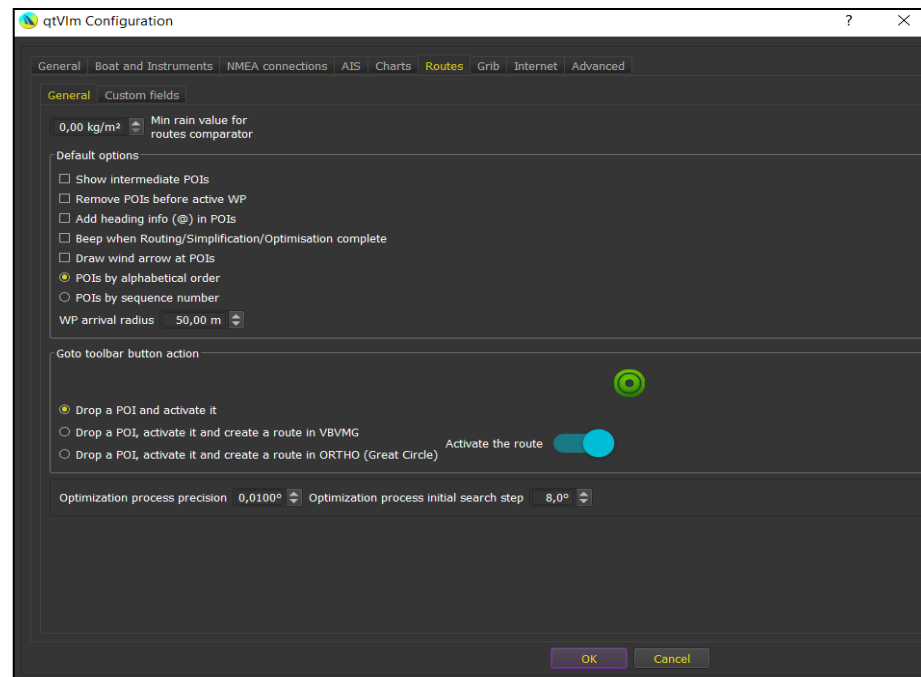 qtVlm Configuration ?
General Boat and Instruments NMEA connections AIS Charts Routes Grib Internet Advanced
General Custom fields
0,00 kg/m² Min rain value for
routes comparator
Default options
Show intermediate POIs
Remove POIs before active WP
Add heading info (@) in POIs
Beep when Routing/Simplification/Optimisation complete
Draw wind arrow at POIs
POIs by alphabetical order
POIs by sequence number
WP arrival radius 50,00 m
Goto toolbar button action
Drop a POI and activate it
Drop a POI, activate it and create a route in VBVMG
Activate the route
Drop a POI, activate it and create a route in ORTHO (Great Circle)
Optimization process precision 0,0100º Optimization process initial search step 8,0º
OK Cancel